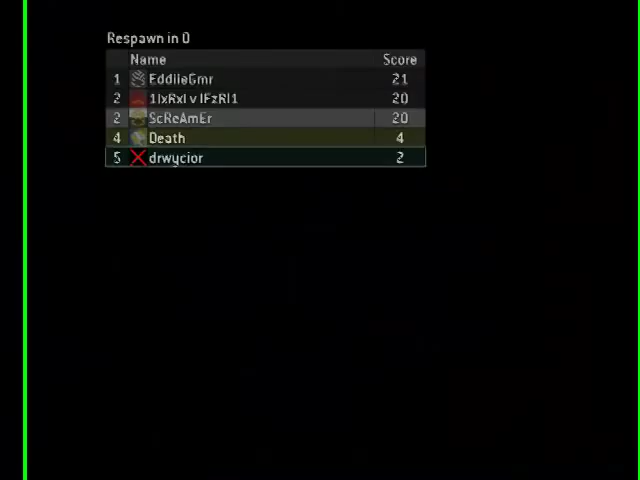 Respawn in 0
Name Score
1 EddileGmr 21
2 1lxRxl v lFzRl1 20
2 ScReAmEr 20
4 Death 4
5 drwycior 2